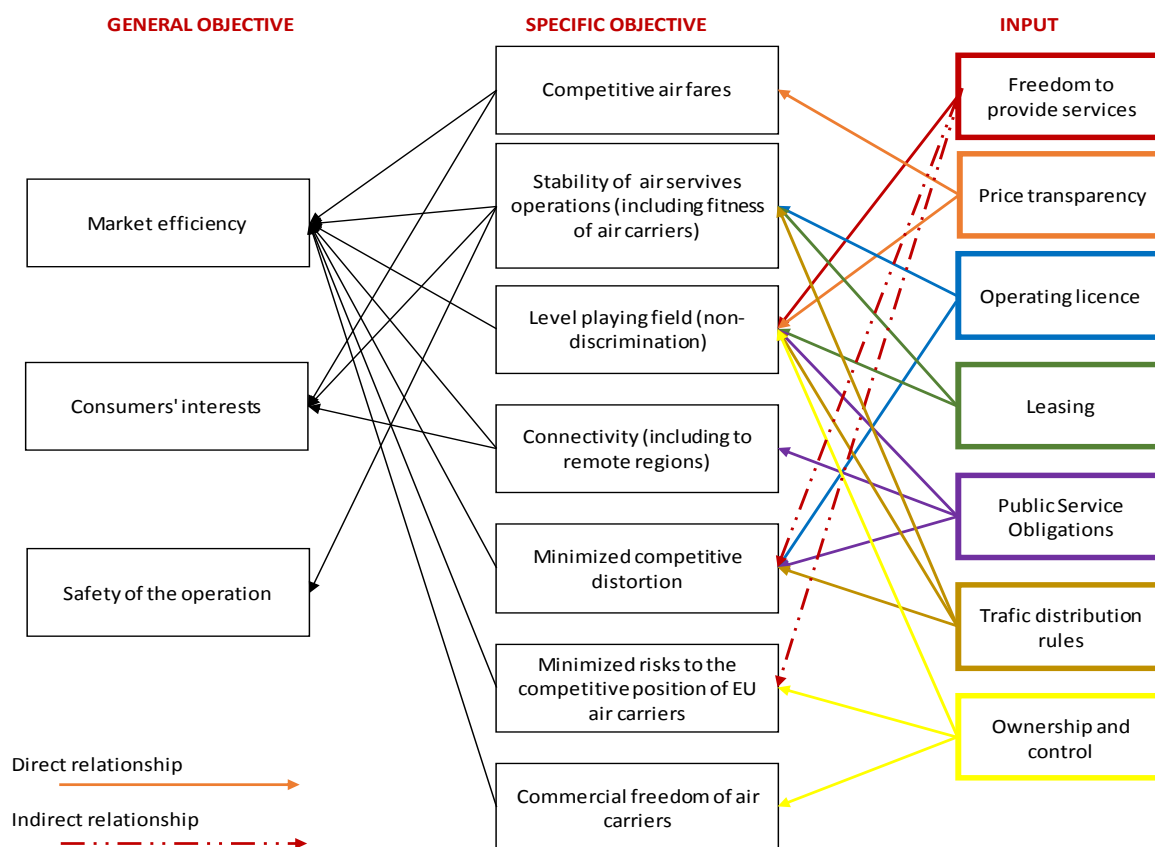 GENERAL OBJECTIVE
SPECIFIC OBJECTIVE
INPUT
Competitive air fares
Freedom to
provide services
Stability of air servives
operations (including fitness
of air carriers)
Price transparency
Market efficiency
Operating licence
Level playing field (non-
discrimination)
Consumers' interests
Leasing
Connectivity (including to
remote regions)
Public Service
Obligations
Minimized competitive
distortion
Safety of the operation
Trafic distribution
rules
Minimized risks to the
competitive position of EU
air carriers
Ownership and
control
Direct relationship
Commercial freedom of air
carriers
Indirect relationship